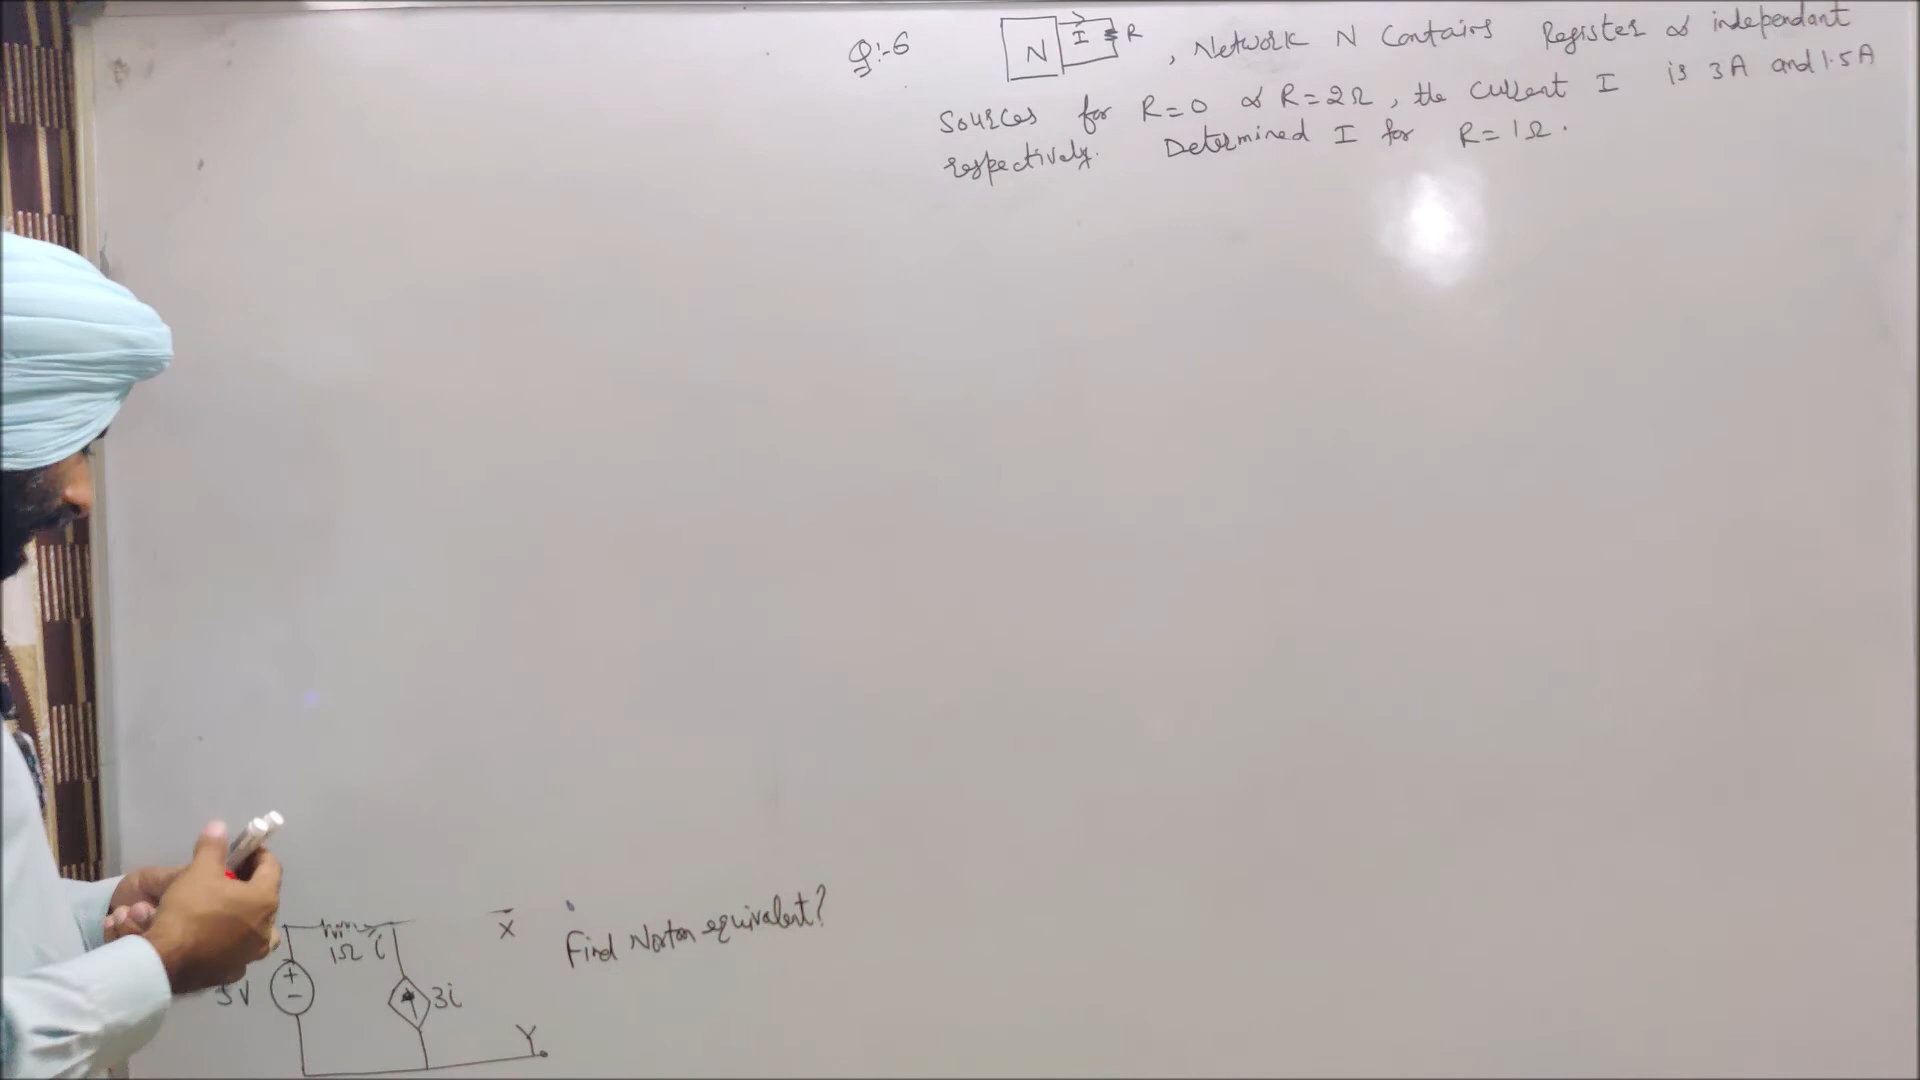 Q:-6 N I R , Network N Contains Register & independant
Sources for R=0 & R=2Ω, the current I is 3A and 1.5A
respectively. Determined I for R=1Ω.
X Find Norton equivalent?
1Ω i
+
-
3i
Y